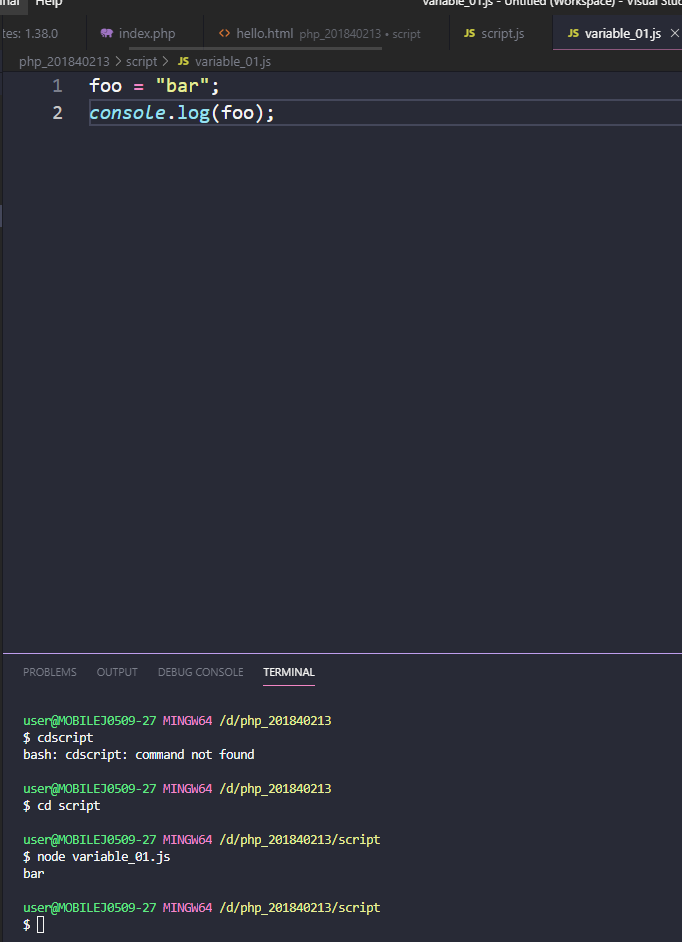 Help
variable_01.js - Untitled (Workspace) - Visual Stud
tes: 1.38.0
index.php
hello.html php_201840213 • script
JS script.js
JS variable_01.js ×
php_201840213 > script > JS variable_01.js
1 foo = "bar";
2 console.log(foo);
PROBLEMS OUTPUT DEBUG CONSOLE TERMINAL
user@MOBILEJ0509-27 MINGW64 /d/php_201840213
$ cdscript
bash: cdscript: command not found
user@MOBILEJ0509-27 MINGW64 /d/php_201840213
$ cd script
user@MOBILEJ0509-27 MINGW64 /d/php_201840213/script
$ node variable_01.js
bar
user@MOBILEJ0509-27 MINGW64 /d/php_201840213/script
$